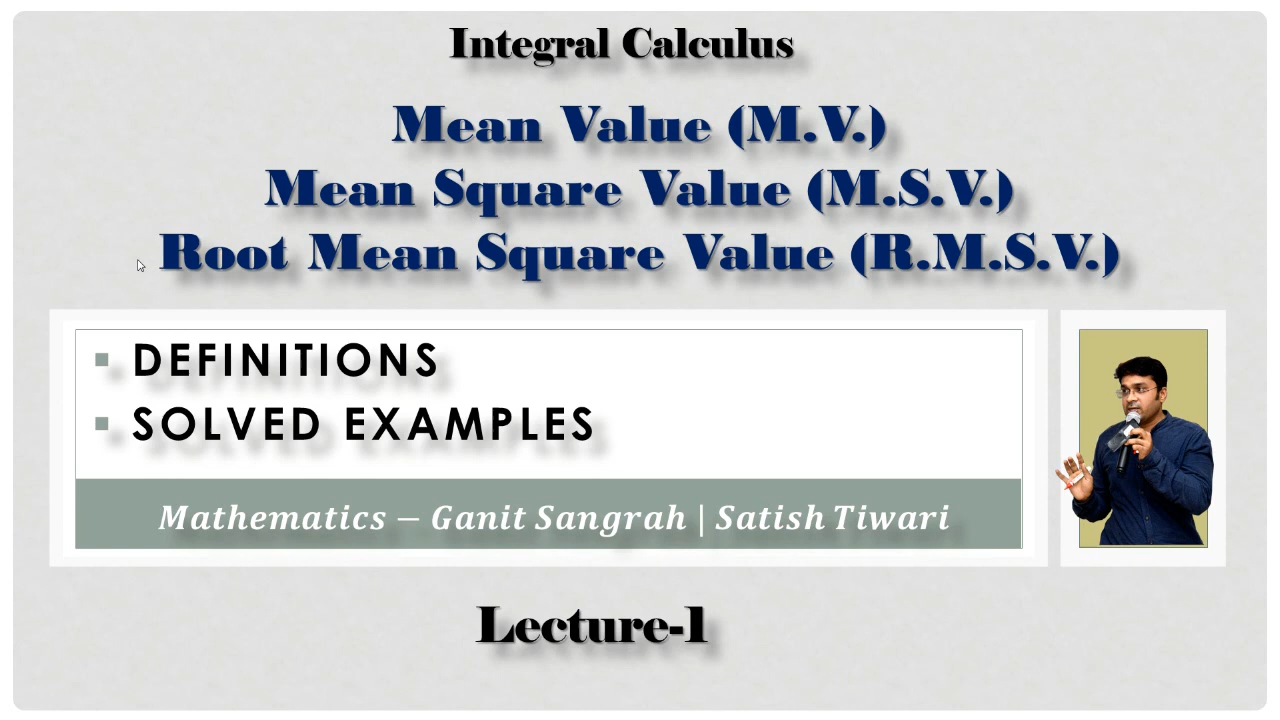 Integral Calculus
Mean Value (M.V.)
Mean Square Value (M.S.V.)
Root Mean Square Value (R.M.S.V.)
▪ DEFINITIONS
▪ SOLVED EXAMPLES
Mathematics – Ganit Sangrah | Satish Tiwari
Lecture-1